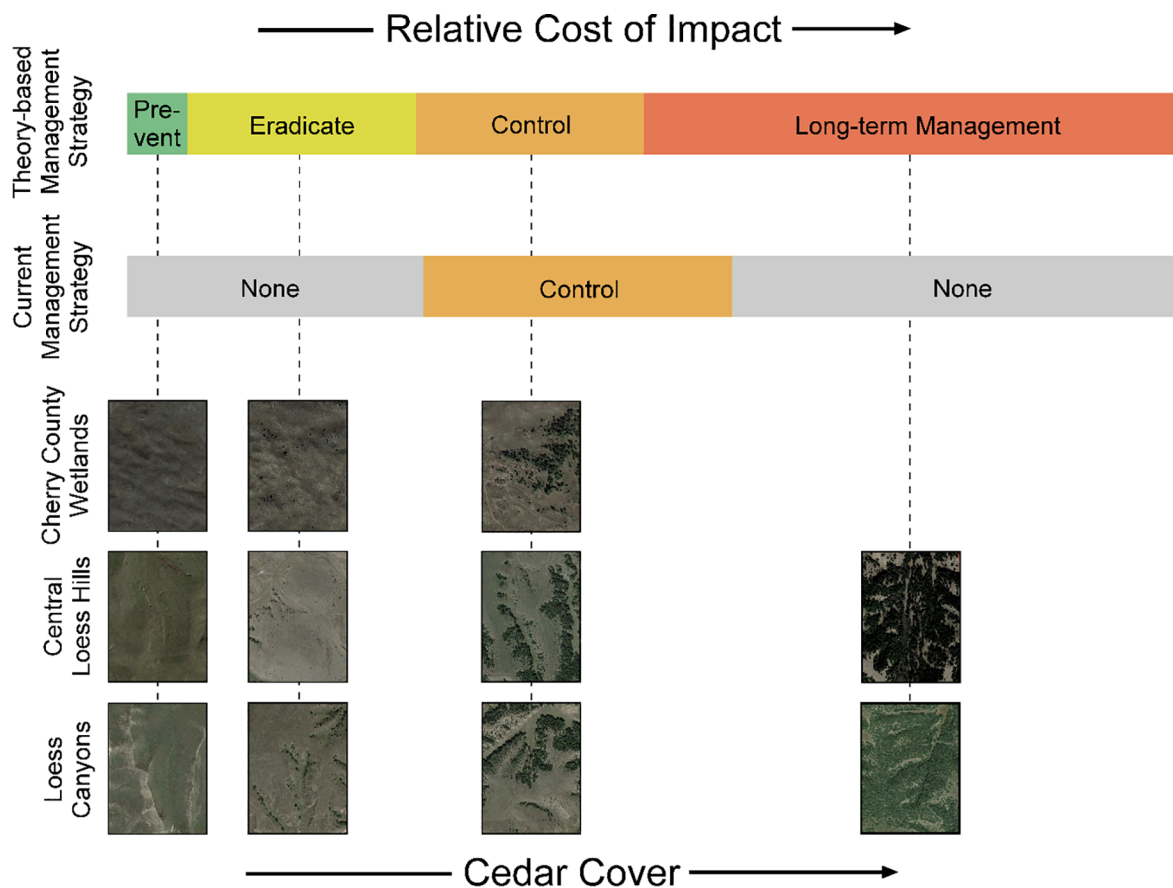 Relative Cost of Impact
Theory-based
Management
Strategy
Pre-
vent
Eradicate
Control
Long-term Management
Current
Management
Strategy
None
Control
None
Cherry County
Wetlands
Central
Loess Hills
Loess
Canyons
Cedar Cover